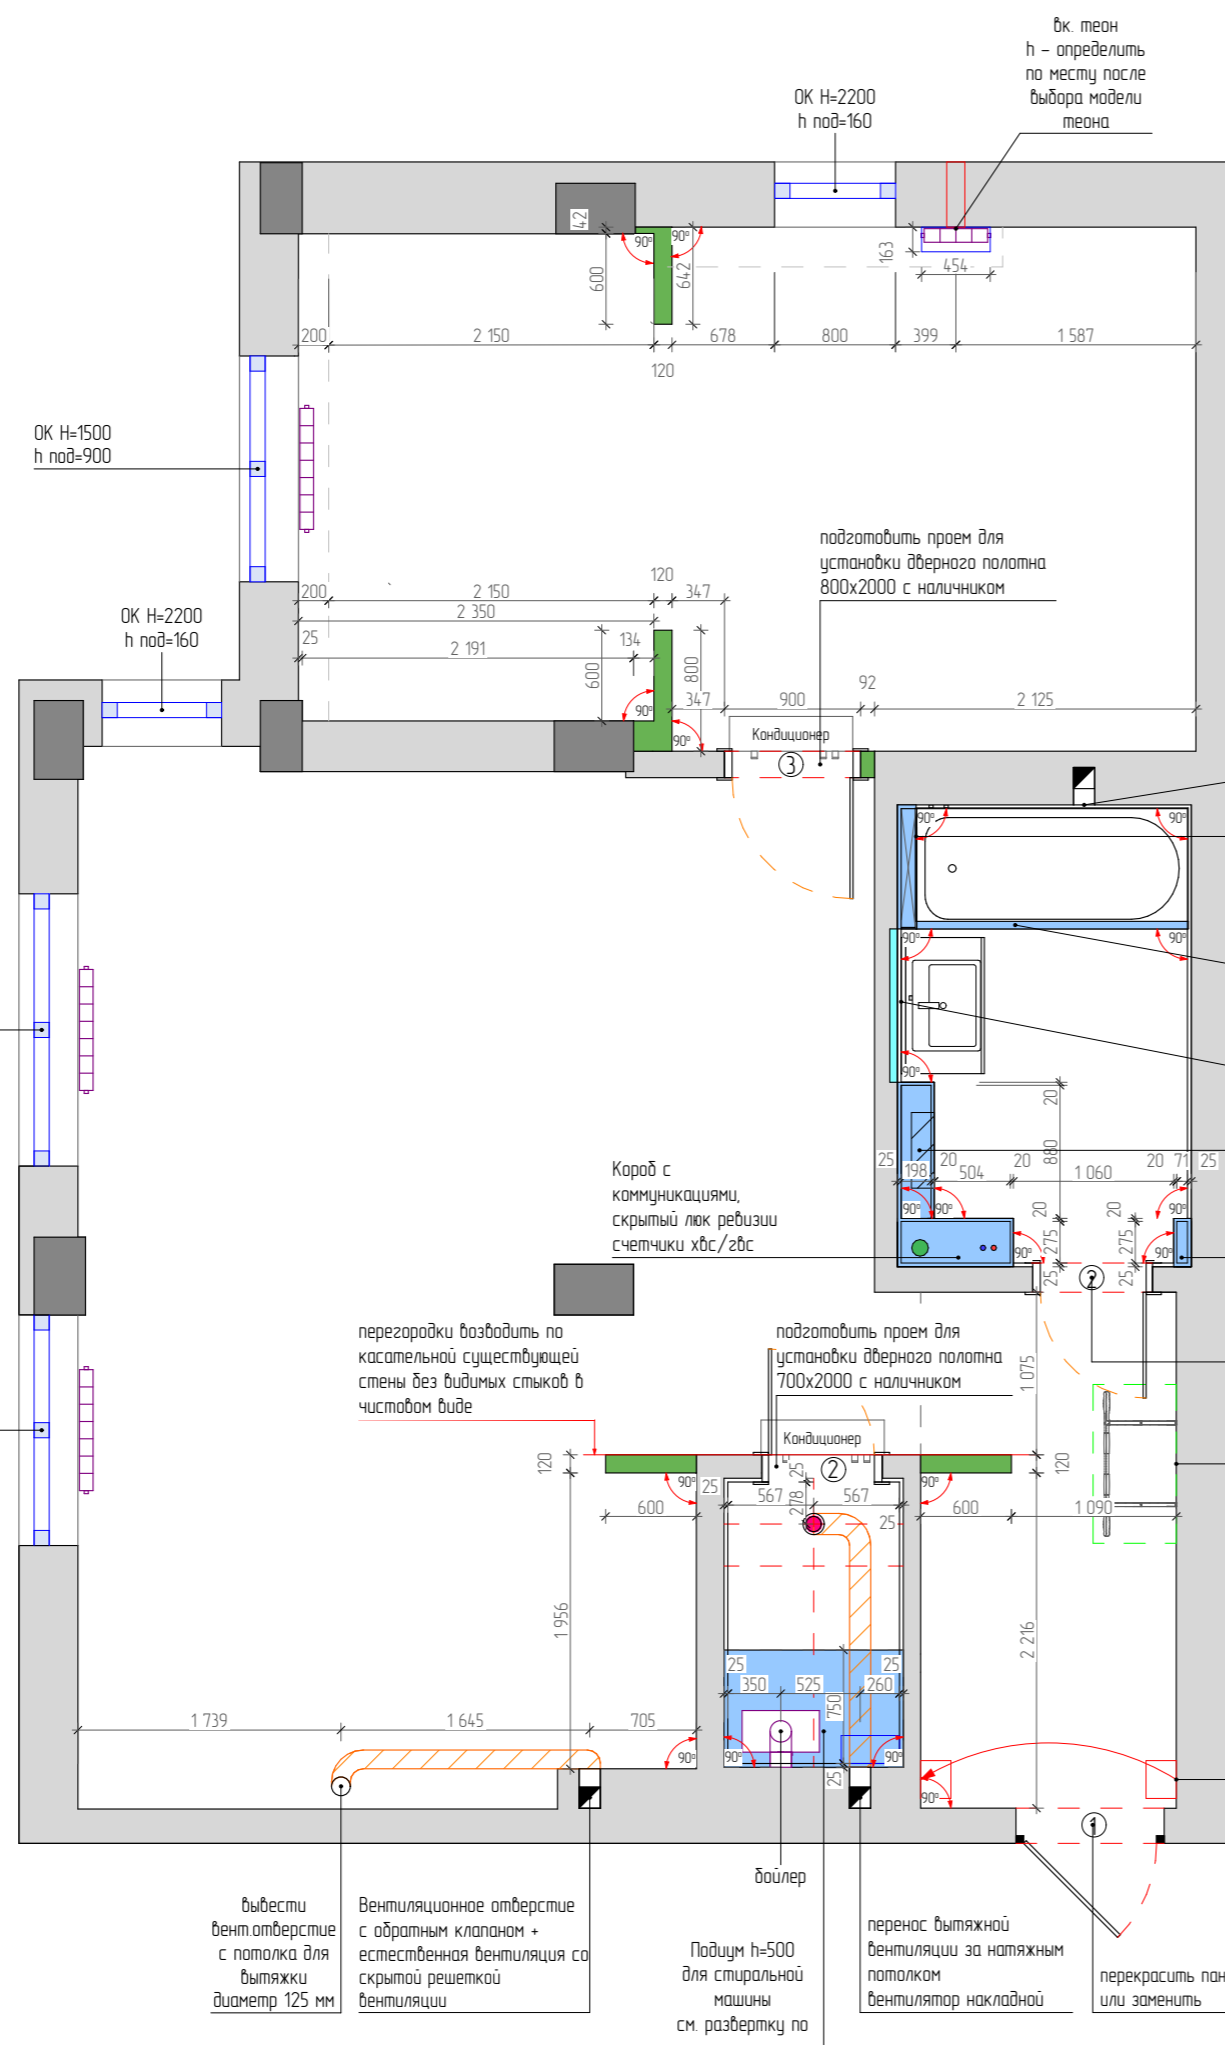 вк. теон
h – определить
по месту после
выбора модели
теона
ОК H=2200
h под=160
42
90°
90°
600
642
163
454
200
2 150
678
800
399
1 587
120
ОК H=1500
h под=900
подготовить проем для
установки дверного полотна
800х2000 с наличником
120
200
2 150
347
2 350
ОК H=2200
h под=160
25
2 191
134
600
800
92
347
900
2 125
90°
90°
Кондиционер
3
90°
90°
90°
90°
90°
20
880
Короб с
коммуникациями,
скрытый люк ревизии
счетчики хвс/гвс
25
198
20
504
20
1 060
20
71
25
90°
90°
90°
20
20
275
275
90°
90°
25
25
2
перегородки возводить по
касательной существующей
стены без видимых стыков в
чистовом виде
подготовить проем для
установки дверного полотна
700х2000 с наличником
1 075
Кондиционер
120
2
25
120
90°
25
567
567
278
25
90°
600
600
1 090
1 956
2 216
25
25
350
525
260
750
1 739
1 645
705
90°
90°
90°
25
90°
1
бойлер
вывести
вент.отверстие
с потолка для
вытяжки
диаметр 125 мм
Вентиляционное отверстие
с обратным клапаном +
естественная вентиляция со
скрытой решеткой
вентиляции
Подиум h=500
для стиральной
машины
см. развертку по
перенос вытяжной
вентиляции за натяжным
потолком
вентилятор накладной
перекрасить пан
или заменить